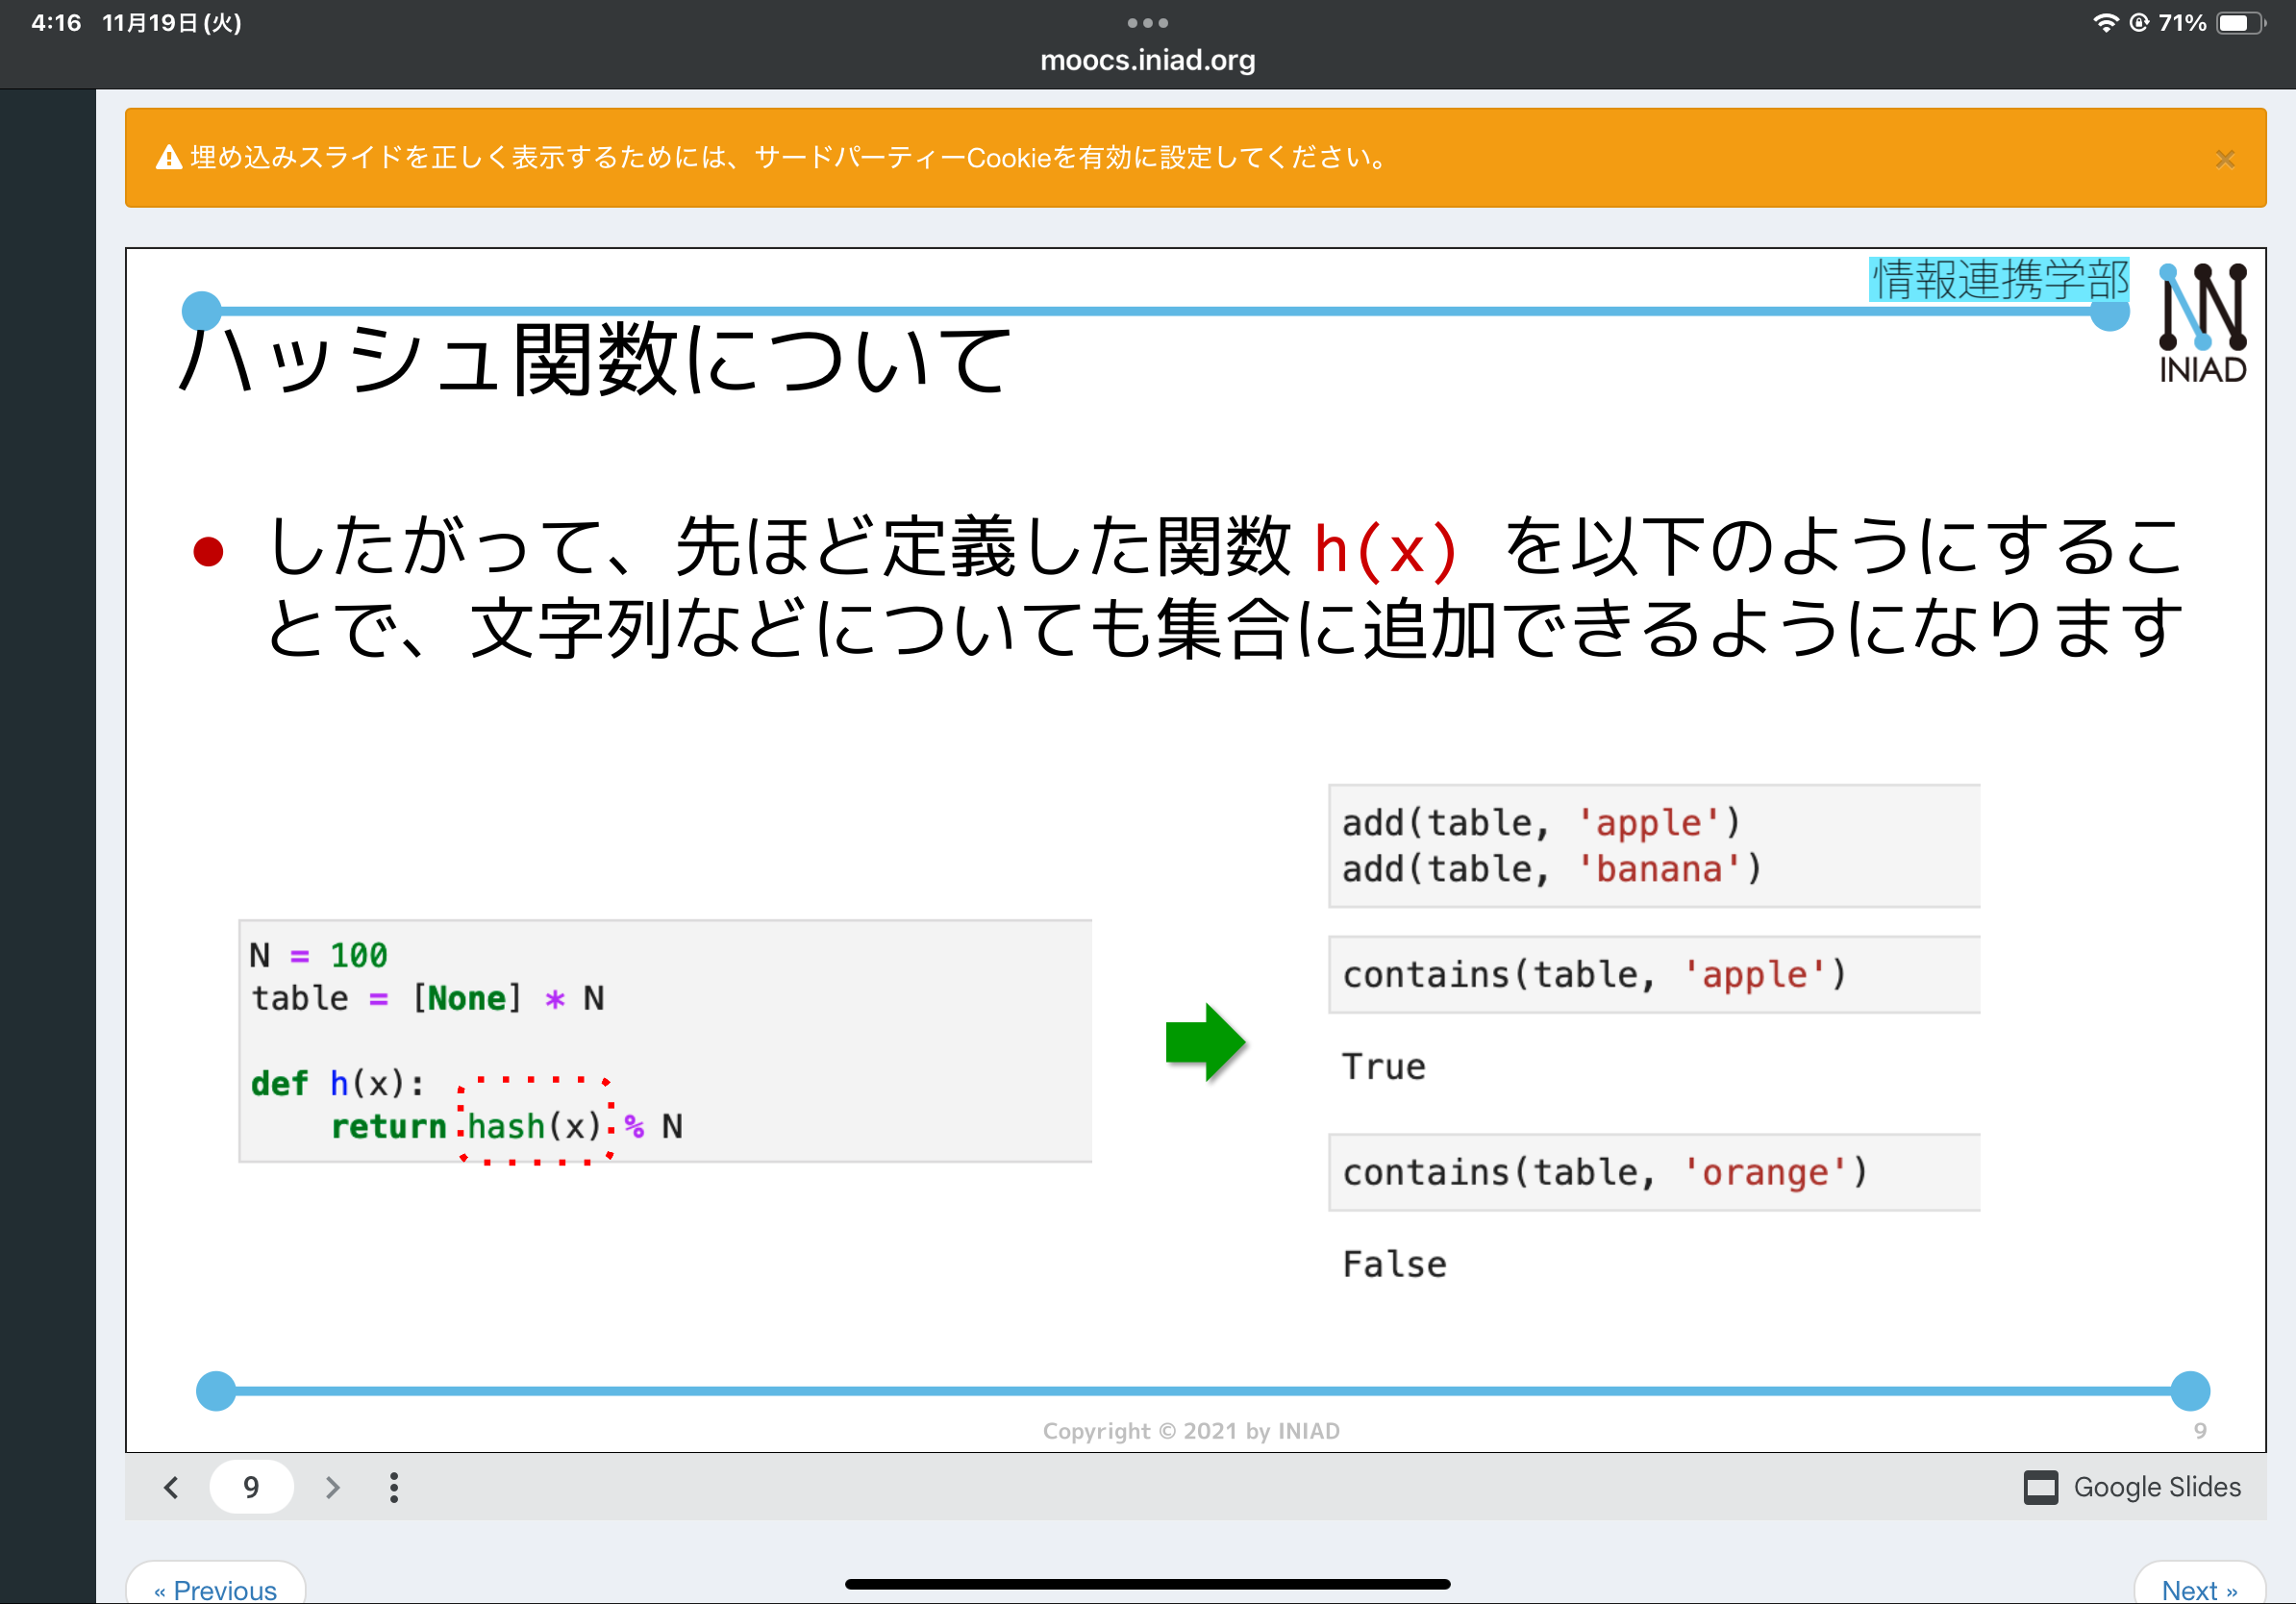 4:16 11月19日(火)
71%
moocs.iniad.org
埋め込みスライドを正しく表示するためには、サードパーティーCookieを有効に設定してください。
×
情報連携学部
INIAD
ハッシュ関数について
● したがって、先ほど定義した関数 h(x) を以下のようにするこ
とで、文字列などについても集合に追加できるようになります
N = 100
table = [None] * N
def h(x):
    return hash(x) % N
add(table, 'apple')
add(table, 'banana')
contains(table, 'apple')
True
contains(table, 'orange')
False
Copyright © 2021 by INIAD
9
9
Google Slides
« Previous
Next »